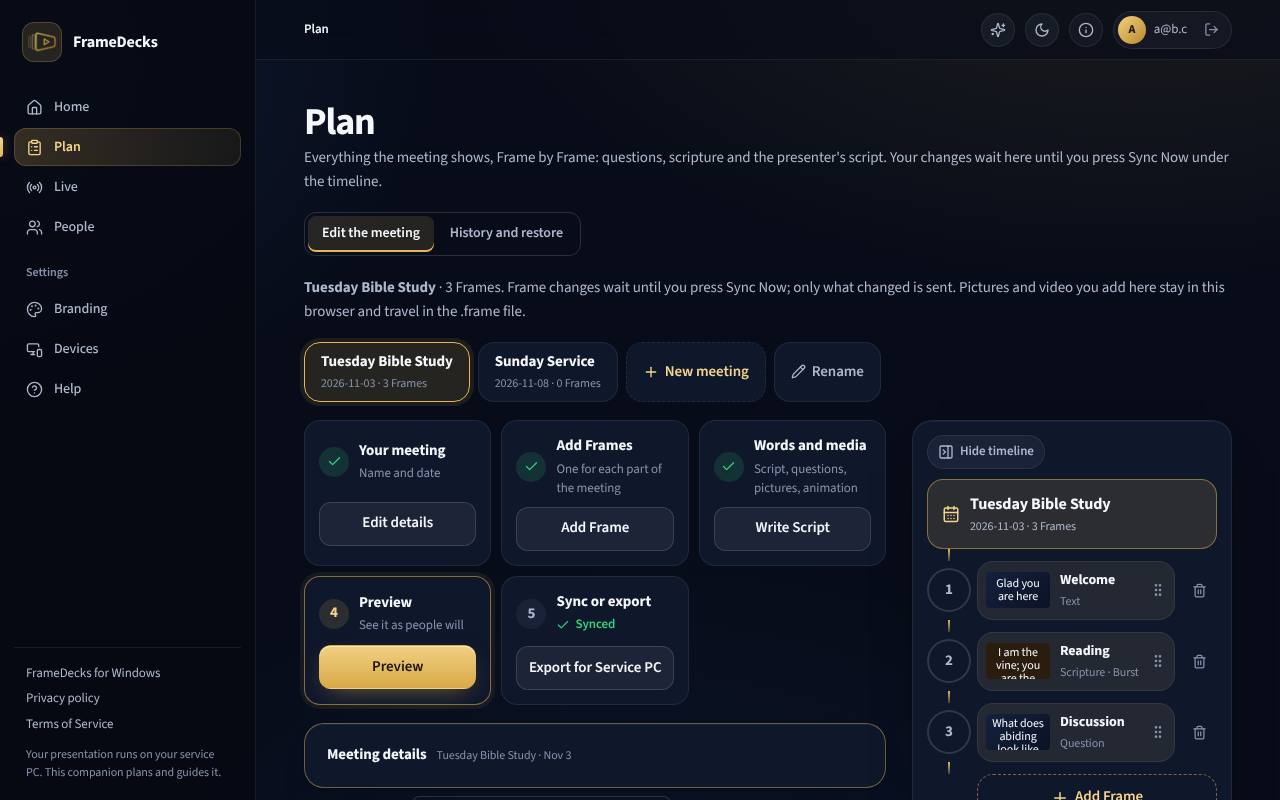 FrameDecks
Home
Plan
Live
People
Settings
Branding
Devices
Help
FrameDecks for Windows
Privacy policy
Terms of Service
Your presentation runs on your service
PC. This companion plans and guides it.
Plan
A
a@b.c
Plan
Everything the meeting shows, Frame by Frame: questions, scripture and the presenter's script. Your changes wait here until you press Sync Now under
the timeline.
Edit the meeting
History and restore
Tuesday Bible Study · 3 Frames. Frame changes wait until you press Sync Now; only what changed is sent. Pictures and video you add here stay in this
browser and travel in the .frame file.
Tuesday Bible Study
2026-11-03 · 3 Frames
Sunday Service
2026-11-08 · 0 Frames
New meeting
Rename
Your meeting
Name and date
Edit details
Add Frames
One for each part of
the meeting
Add Frame
Words and media
Script, questions,
pictures, animation
Write Script
4
Preview
See it as people will
Preview
5
Sync or export
Synced
Export for Service PC
Meeting details
Tuesday Bible Study · Nov 3
Hide timeline
Tuesday Bible Study
2026-11-03 · 3 Frames
1
Glad you
are here
Welcome
Text
2
I am the
vine; you
are the
Reading
Scripture · Burst
3
What does
abiding
look like
Discussion
Question
Add Frame